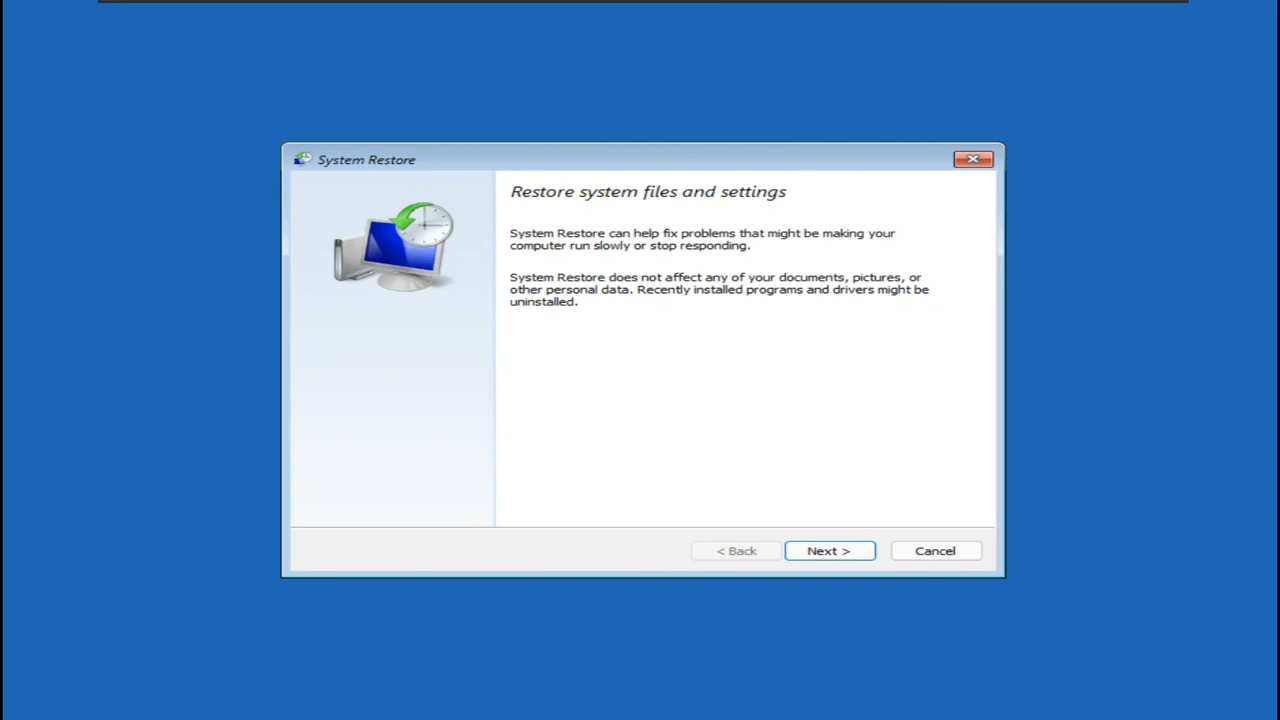 System Restore
Restore system files and settings
System Restore can help fix problems that might be making your
computer run slowly or stop responding.
System Restore does not affect any of your documents, pictures, or
other personal data. Recently installed programs and drivers might be
uninstalled.
< Back
Next >
Cancel